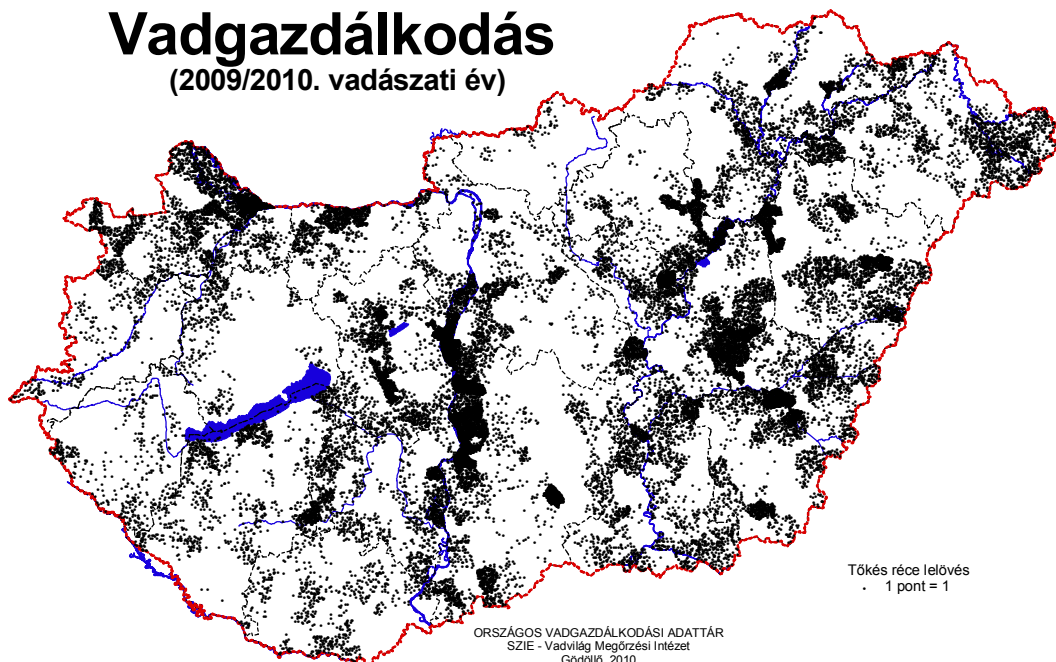 Vadgazdálkodás
(2009/2010. vadászati év)
Tőkés réce lelövés
. 1 pont = 1
ORSZÁGOS VADGAZDÁLKODÁSI ADATTÁR
SZIE - Vadvilág Megőrzési Intézet
Gödöllő, 2010